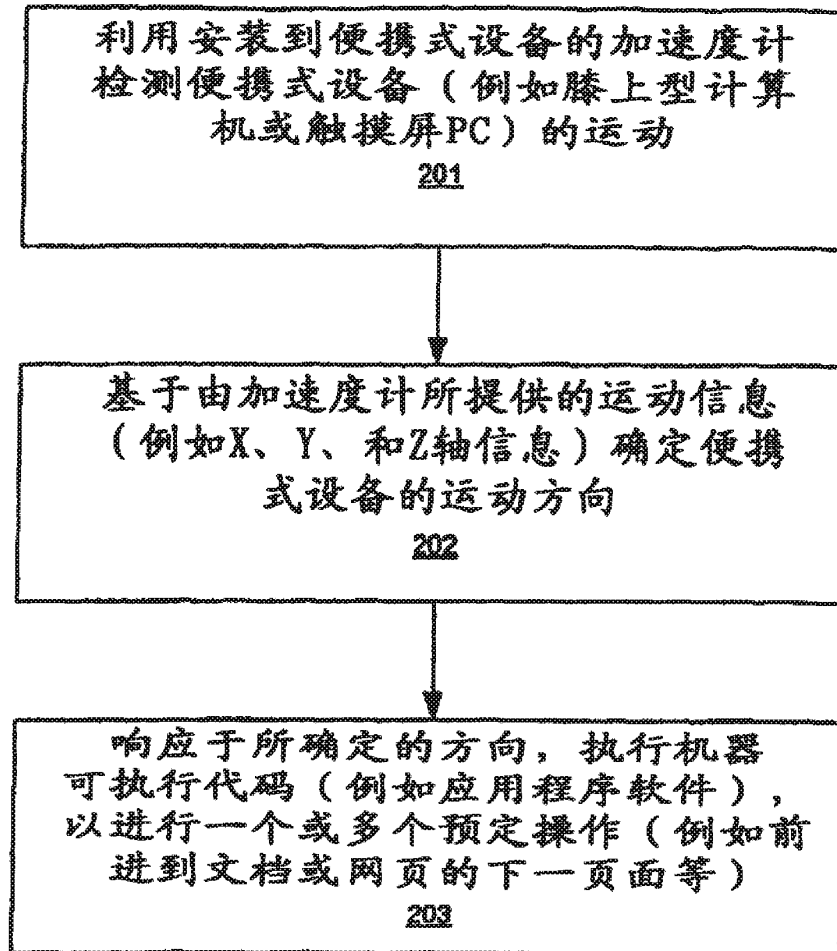 利用安装到便携式设备的加速度计
检测便携式设备（例如膝上型计算
机或触摸屏PC）的运动
201
基于由加速度计所提供的运动信息
（例如X、Y、和Z轴信息）确定便携
式设备的运动方向
202
响应于所确定的方向，执行机器
可执行代码（例如应用程序软件），
以进行一个或多个预定操作（例如前
进到文档或网页的下一页面等）
203